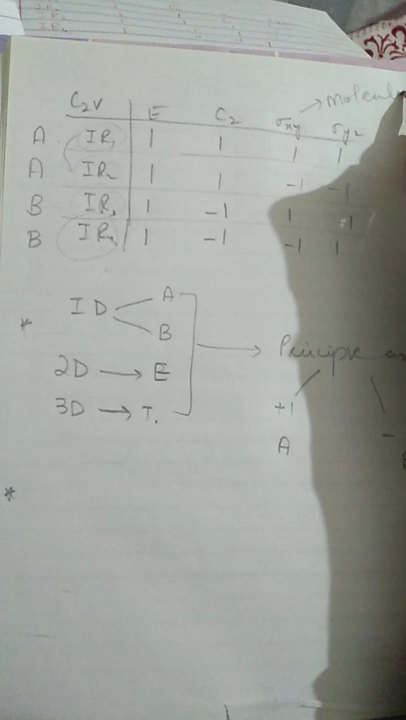 C2V E C2 σxy → Molecul σyz
A IR1 1 1 1 1
A IR2 1 1 -1 -1
B IR3 1 -1 1 -1
B IR4 1 -1 -1 1
1D A
B
* → Principle
2D → E
3D → T.
+1 -
A
*